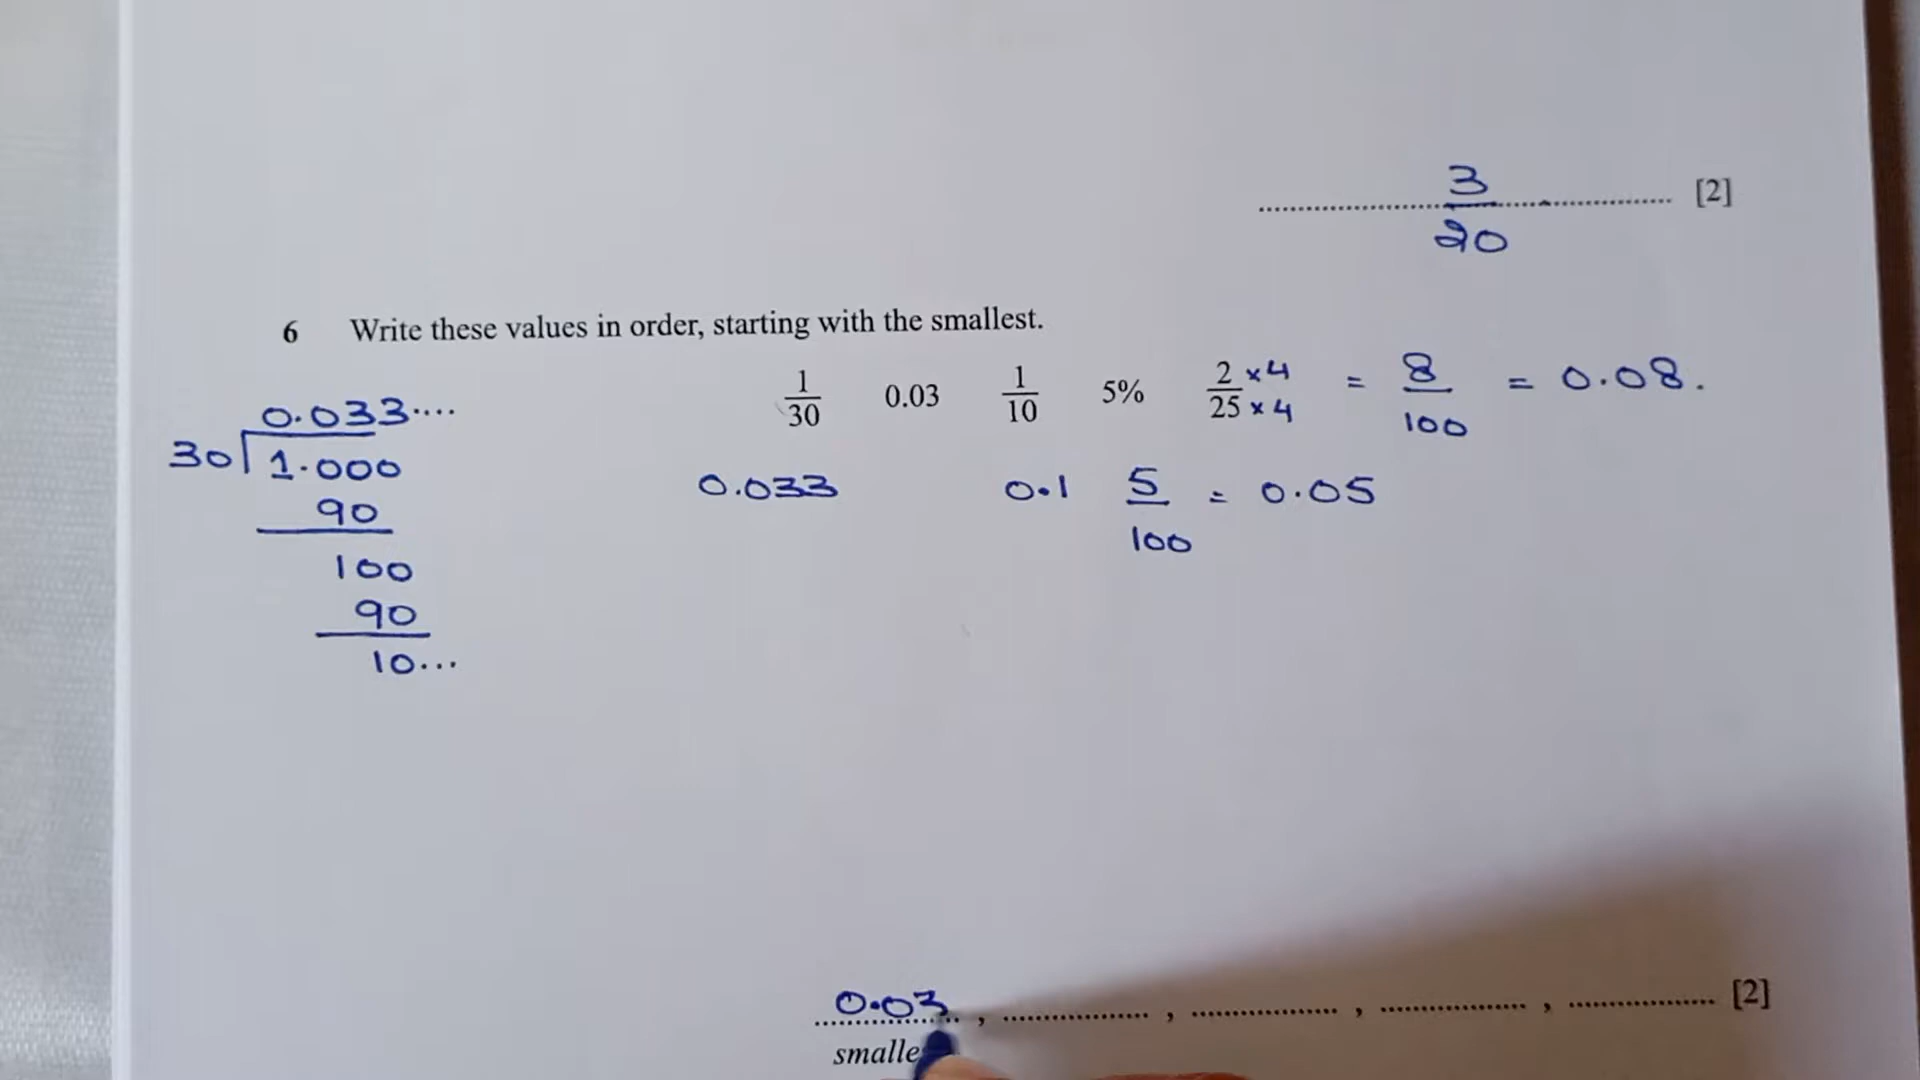 3
20 [2]
6 Write these values in order, starting with the smallest.
1/30 0.03 1/10 5% 2/25 ×4 ×4 = 8/100 = 0.08.
0.033 0.1 5/100 = 0.05
0.033....
30 1.000
90
100
90
10...
0.03 , , , , [2]
smalle